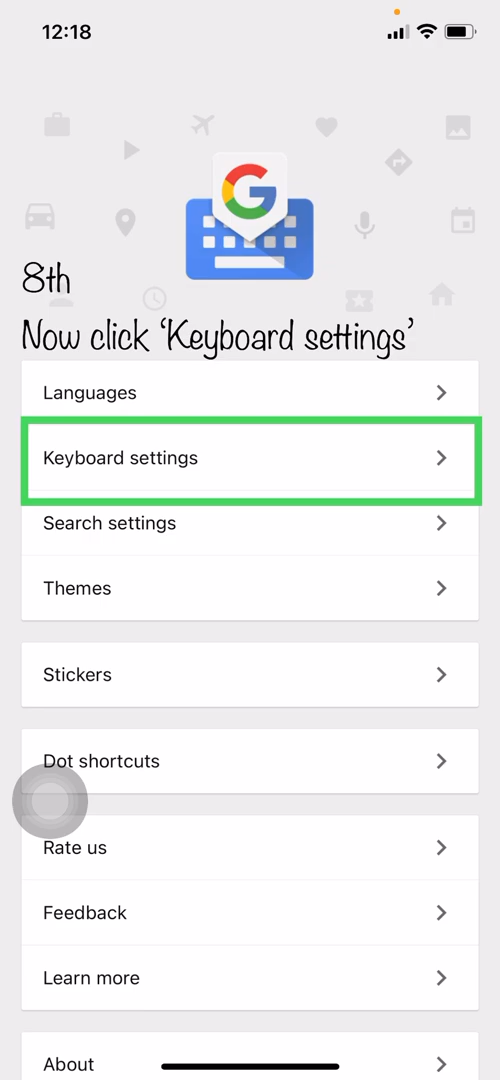 12:18
8th
Now click ‘Keyboard settings’
Languages
Keyboard settings
Search settings
Themes
Stickers
Dot shortcuts
Rate us
Feedback
Learn more
About